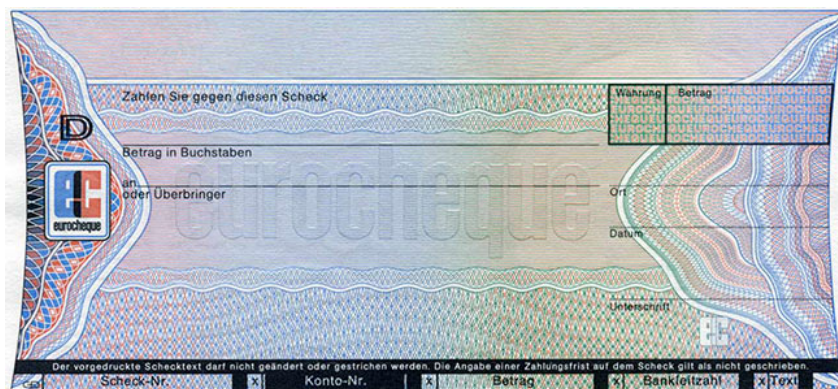 Zahlen Sie gegen diesen Scheck
Währung Betrag
D
Betrag in Buchstaben
ec
eurocheque
an
oder Überbringer
eurocheque
Ort
Datum
Unterschrift
ec
Der vorgedruckte Schecktext darf nicht geändert oder gestrichen werden. Die Angabe einer Zahlungsfrist auf dem Scheck gilt als nicht geschrieben.
Scheck-Nr. x Konto-Nr. x Betrag x Bankleitzahl x Text